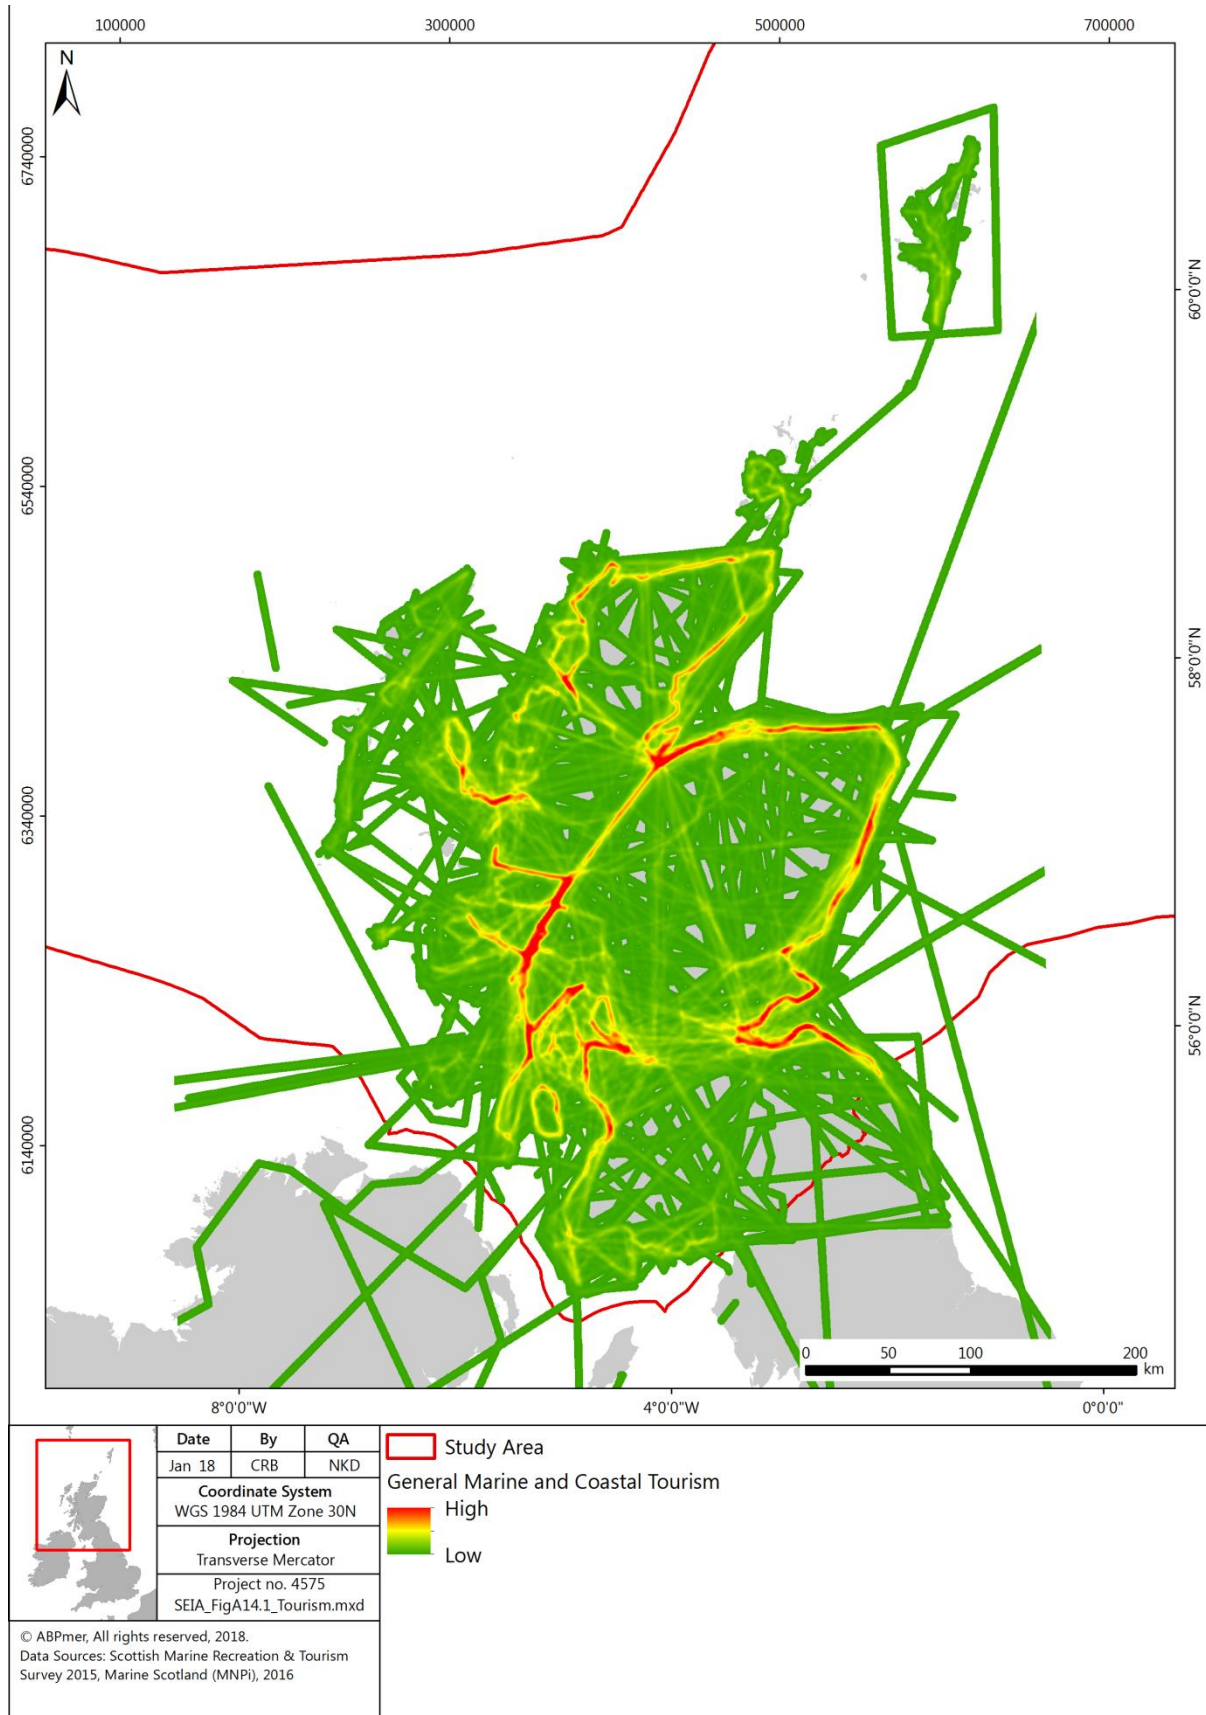 100000 300000 500000 700000
N
6740000
60°0'0"N
6540000
58°0'0"N
6340000
56°0'0"N
6140000
0 50 100 200
km
8°0'0"W 4°0'0"W 0°0'0"
Date By QA
Jan 18 CRB NKD
Coordinate System
WGS 1984 UTM Zone 30N
Projection
Transverse Mercator
Project no. 4575
SEIA_FigA14.1_Tourism.mxd
© ABPmer, All rights reserved, 2018.
Data Sources: Scottish Marine Recreation & Tourism
Survey 2015, Marine Scotland (MNPi), 2016
Study Area
General Marine and Coastal Tourism
High
Low